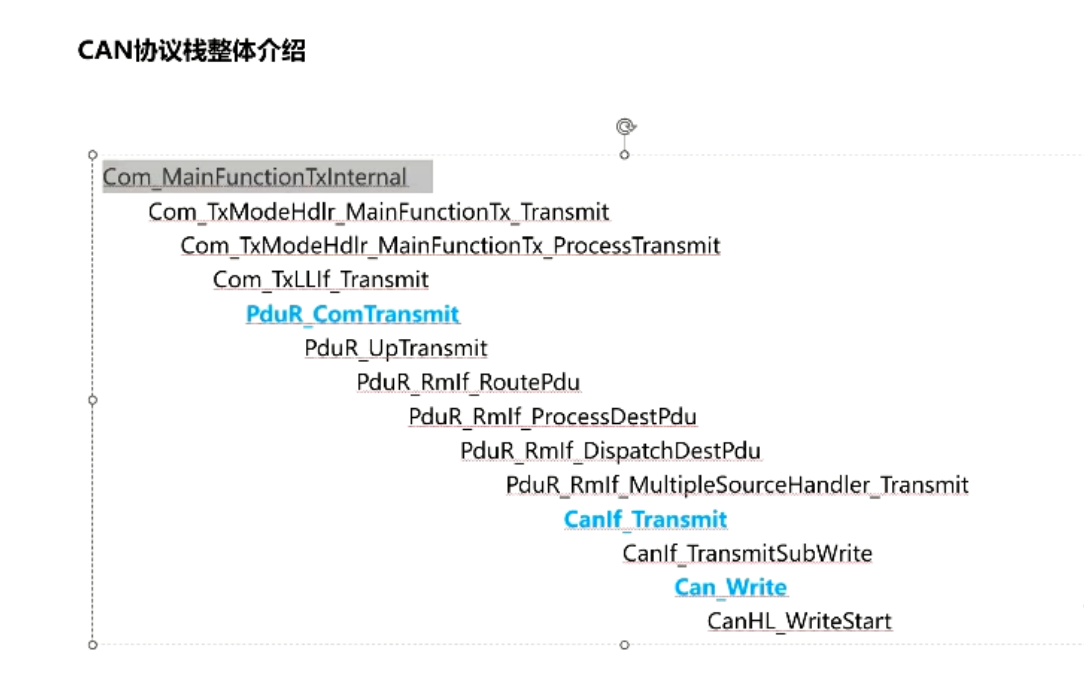 CAN协议栈整体介绍
Com_MainFunctionTxInternal
Com_TxModeHdlr_MainFunctionTx_Transmit
Com_TxModeHdlr_MainFunctionTx_ProcessTransmit
Com_TxLLIf_Transmit
PduR_ComTransmit
PduR_UpTransmit
PduR_RmIf_RoutePdu
PduR_RmIf_ProcessDestPdu
PduR_RmIf_DispatchDestPdu
PduR_RmIf_MultipleSourceHandler_Transmit
CanIf_Transmit
CanIf_TransmitSubWrite
Can_Write
CanHL_WriteStart